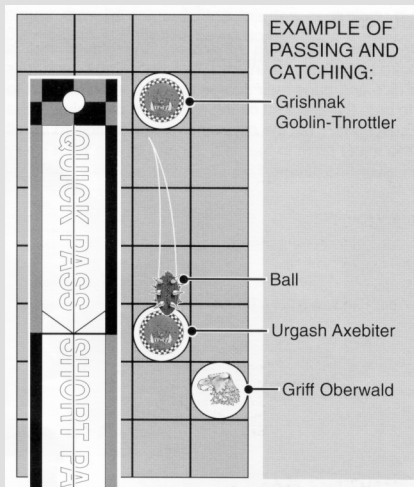 EXAMPLE OF
PASSING AND
CATCHING:
Grishnak
Goblin-Throttler
QUICK PASS
SHORT PA
Ball
Urgash Axebiter
Griff Oberwald